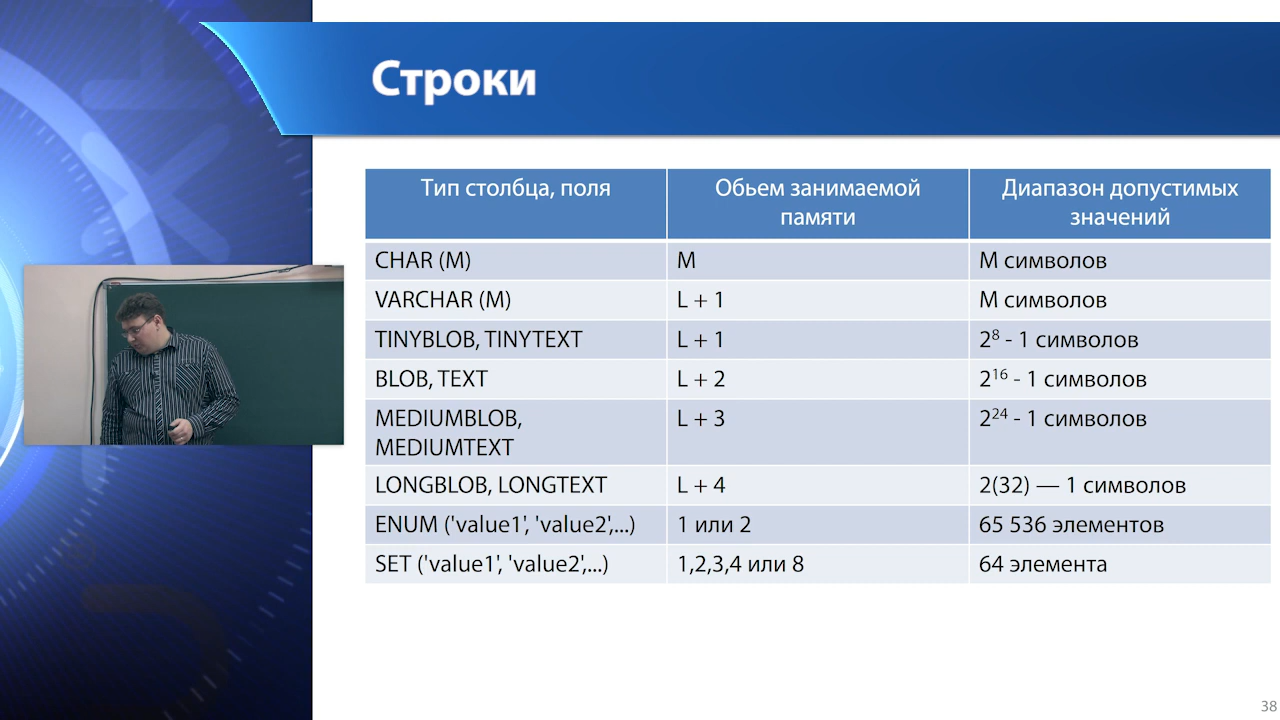 Строки
Тип столбца, поля
Обьем занимаемой
памяти
Диапазон допустимых
значений
CHAR (M)
M
M символов
VARCHAR (M)
L + 1
M символов
TINYBLOB, TINYTEXT
L + 1
2⁸ - 1 символов
BLOB, TEXT
L + 2
2¹⁶ - 1 символов
MEDIUMBLOB,
MEDIUMTEXT
L + 3
2²⁴ - 1 символов
LONGBLOB, LONGTEXT
L + 4
2(32) — 1 символов
ENUM ('value1', 'value2',...)
1 или 2
65 536 элементов
SET ('value1', 'value2',...)
1,2,3,4 или 8
64 элемента
38